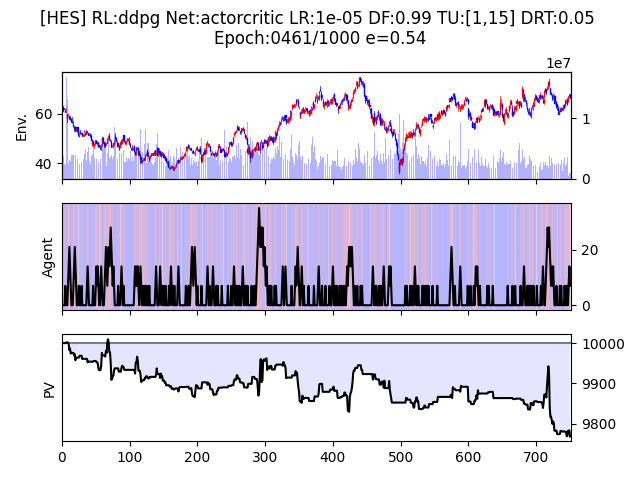 [HES] RL:ddpg Net:actorcritic LR:1e-05 DF:0.99 TU:[1,15] DRT:0.05
Epoch:0461/1000 e=0.54
1e7
Env.
60
40
1
0
Agent
20
0
PV
10000
9900
9800
0 100 200 300 400 500 600 700